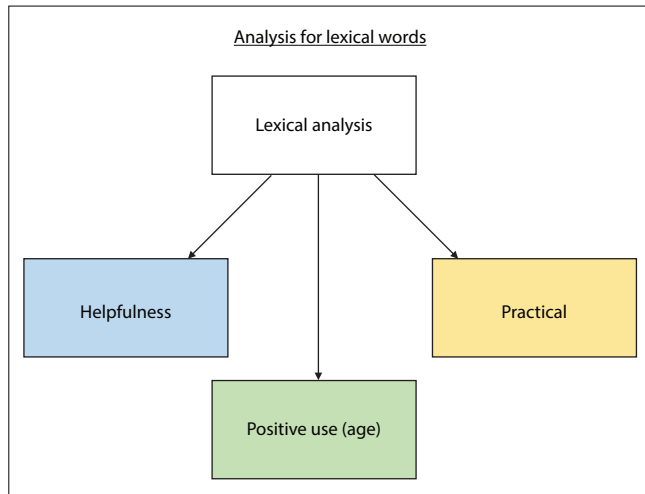 Analysis for lexical words
Lexical analysis
Helpfulness
Practical
Positive use (age)